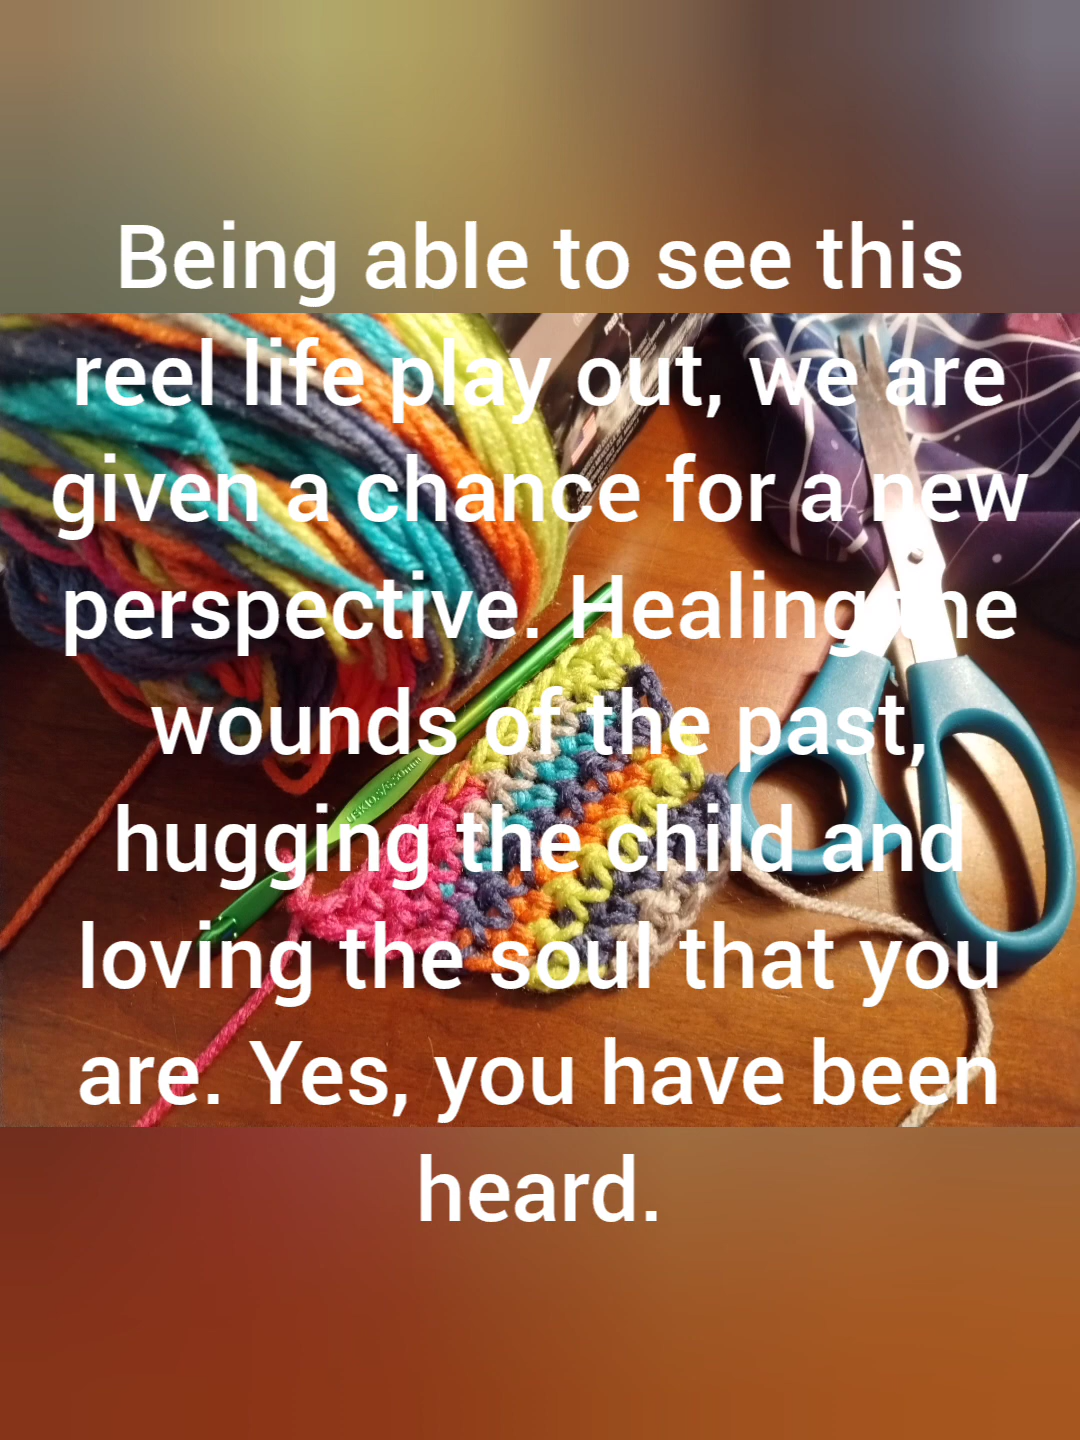 Being able to see this
reel life play out, we are
given a chance for a new
perspective. Healing the
wounds of the past,
hugging the child and
loving the soul that you
are. Yes, you have been
heard.